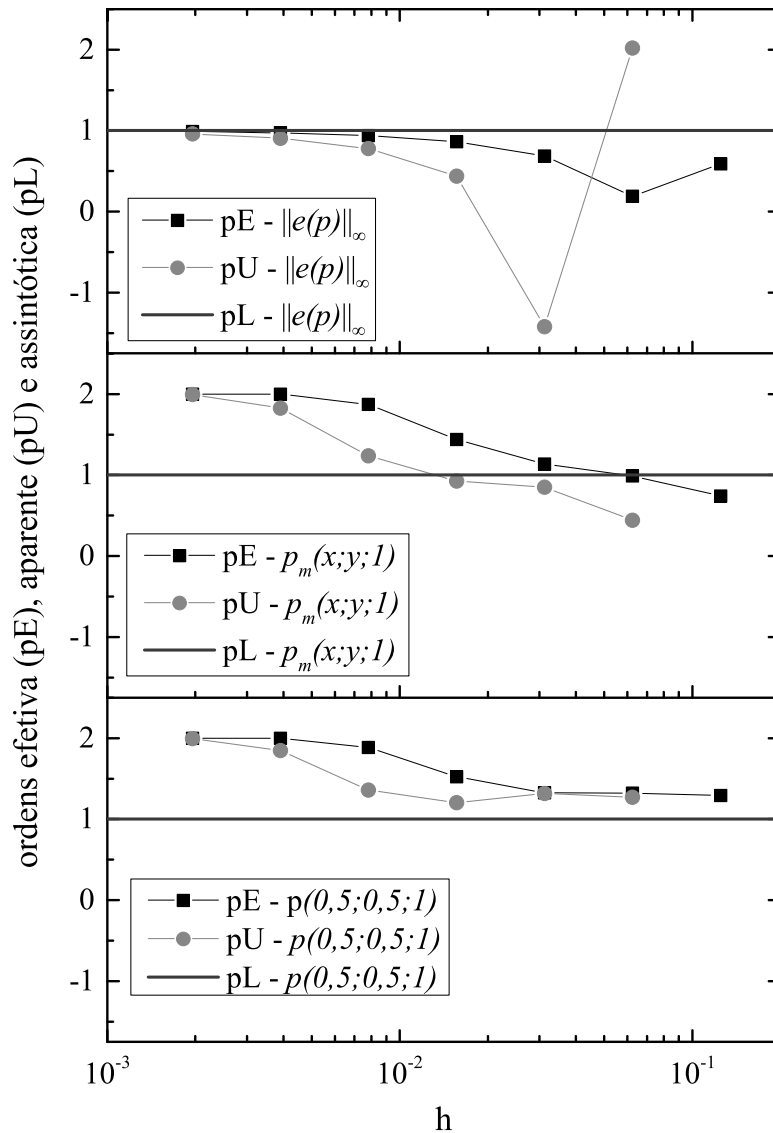 ordens efetiva (pE), aparente (pU) e assintótica (pL)
2
1
0
-1
pE - ||e(p)||∞
pU - ||e(p)||∞
pL - ||e(p)||∞
2
1
0
-1
pE - pₘ(x;y;1)
pU - pₘ(x;y;1)
pL - pₘ(x;y;1)
2
1
0
-1
pE - p(0,5;0,5;1)
pU - p(0,5;0,5;1)
pL - p(0,5;0,5;1)
10⁻³ 10⁻² 10⁻¹
h